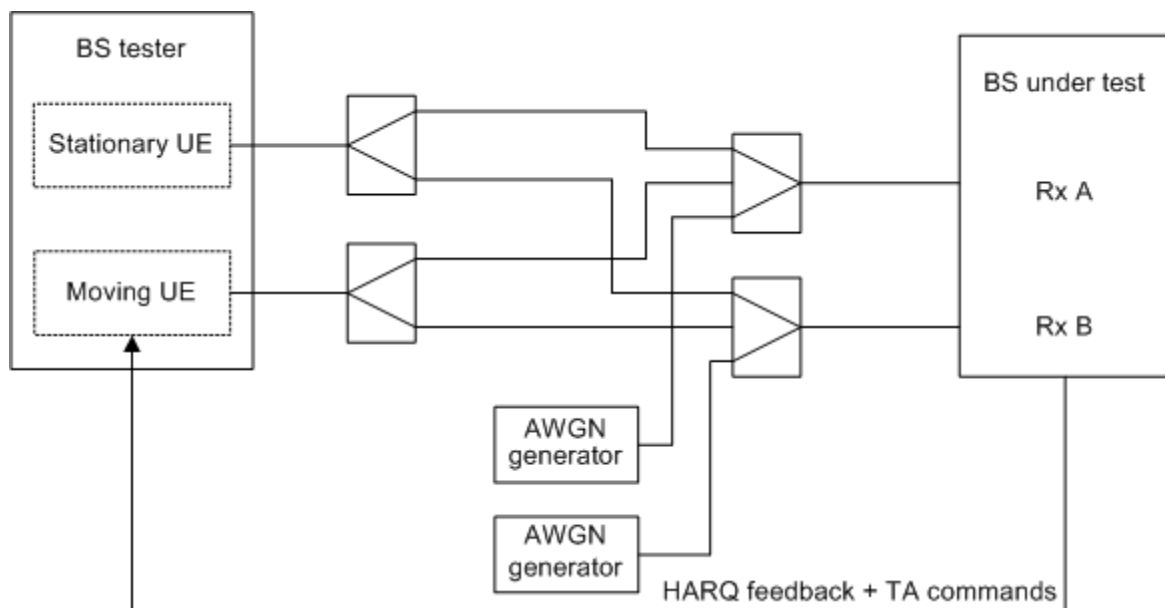 BS tester
Stationary UE
Moving UE
BS under test
Rx A
Rx B
AWGN
generator
AWGN
generator
HARQ feedback + TA commands